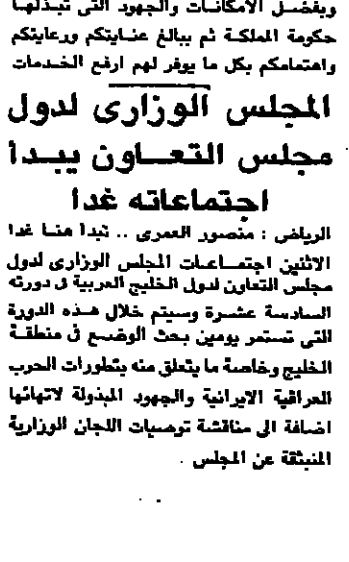 وبفضل الامكانات والجهود التى تبذلها
حكومة المملكة ثم ببالغ عنايتكم ورعايتكم
واهتمامكم بكل ما يوفر لهم ارفع الخدمات
المجلس الوزارى لدول
مجلس التعاون يبدأ
اجتماعاته غدا
الرياض : منصور العمرى .. تبدأ هنا غدا
الاثنين اجتماعات المجلس الوزارى لدول
مجلس التعاون لدول الخليج العربية فى دورته
السادسة عشرة وسيتم خلال هذه الدورة
التى تستمر يومين بحث الوضع فى منطقة
الخليج وخاصة ما يتعلق منه بتطورات الحرب
العراقية الايرانية والجهود المبذولة لانهائها
اضافة الى مناقشة توصيات اللجان الوزارية
المنبثقة عن المجلس .